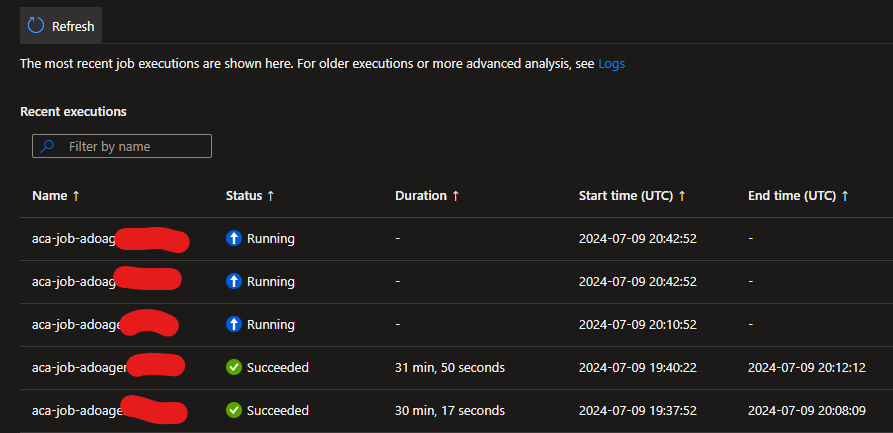 Refresh
The most recent job executions are shown here. For older executions or more advanced analysis, see Logs
Recent executions
Filter by name
Name ↑ Status ↑ Duration ↑ Start time (UTC) ↑ End time (UTC) ↑
aca-job-adoag Running - 2024-07-09 20:42:52 -
aca-job-adoag Running - 2024-07-09 20:42:52 -
aca-job-adoage Running - 2024-07-09 20:10:52 -
aca-job-adoager Succeeded 31 min, 50 seconds 2024-07-09 19:40:22 2024-07-09 20:12:12
aca-job-adoage Succeeded 30 min, 17 seconds 2024-07-09 19:37:52 2024-07-09 20:08:09